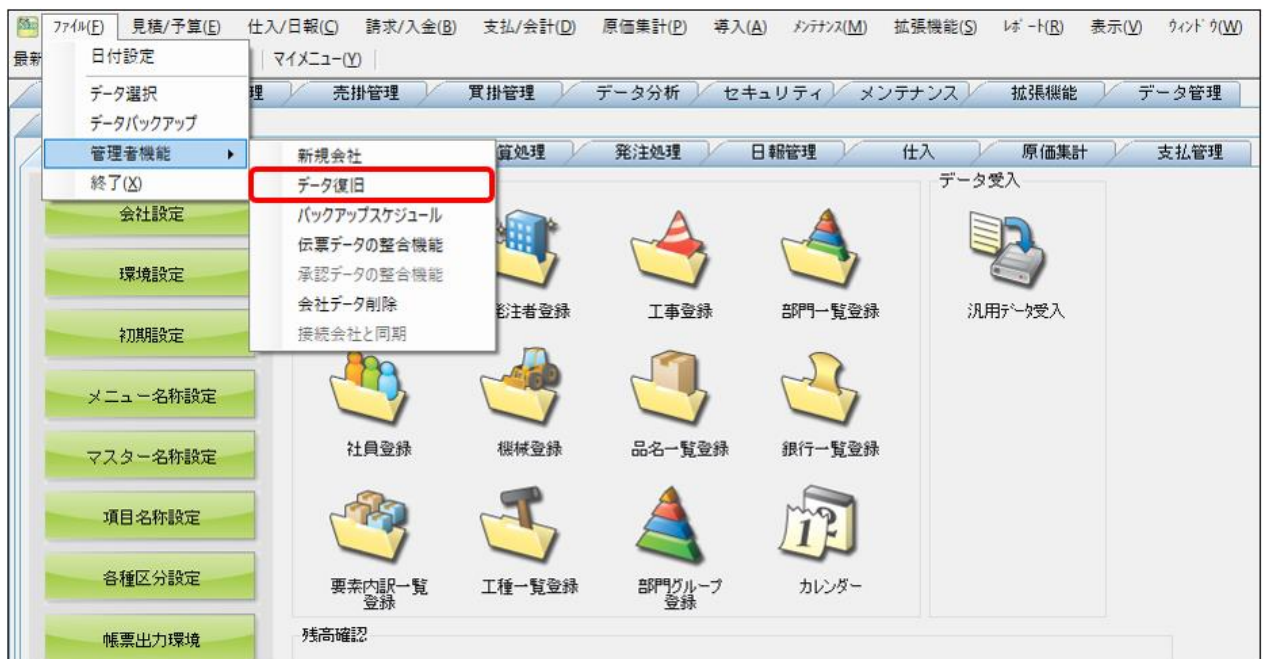 ファイル(F) 見積/予算(E) 仕入/日報(C) 請求/入金(B) 支払/会計(D) 原価集計(P) 導入(A) メンテナンス(M) 拡張機能(S) レポート(R) 表示(V) ウィンドウ(W)
最新
日付設定
マイメニュー(Y)
データ選択
理
売掛管理
買掛管理
データ分析
セキュリティ
メンテナンス
拡張機能
データ管理
データバックアップ
管理者機能
新規会社
算処理
発注処理
日報管理
仕入
原価集計
支払管理
終了(X)
データ復旧
データ受入
会社設定
バックアップスケジュール
伝票データの整合機能
環境設定
承認データの整合機能
会社データ削除
発注者登録
工事登録
部門一覧登録
汎用データ受入
初期設定
接続会社と同期
メニュー名称設定
マスター名称設定
社員登録
機械登録
品名一覧登録
銀行一覧登録
項目名称設定
1 2
各種区分設定
要素内訳一覧
登録
工種一覧登録
部門グループ
登録
カレンダー
帳票出力環境
残高確認